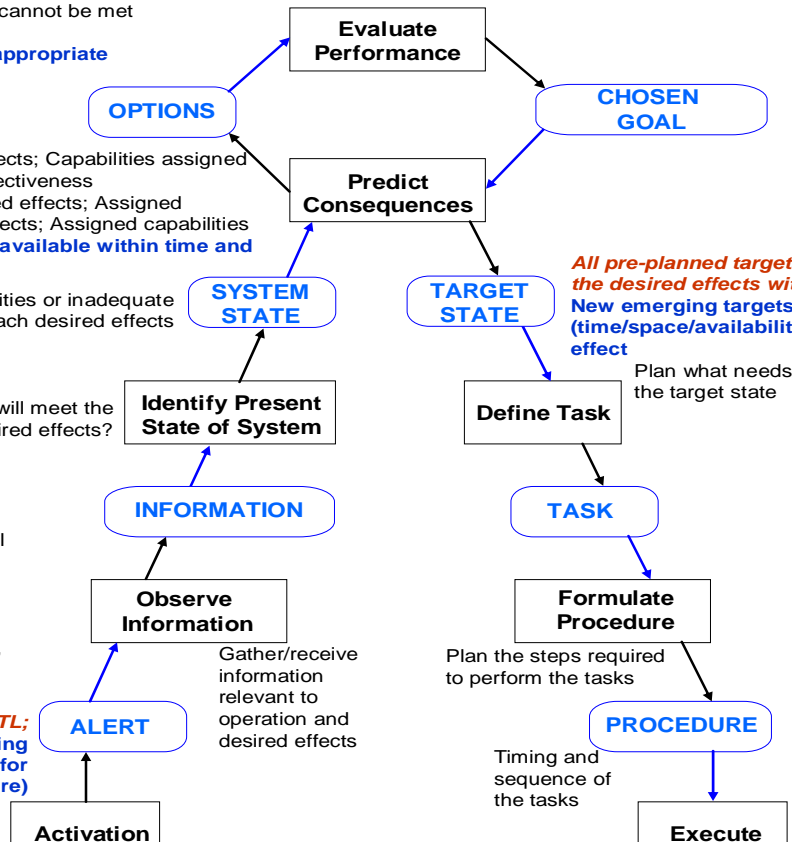 cannot be met
Evaluate
Performance
appropriate
OPTIONS
CHOSEN
GOAL
ects; Capabilities assigned
ectiveness
ed effects; Assigned
ects; Assigned capabilities
available within time and
Predict
Consequences
SYSTEM
STATE
TARGET
STATE
All pre-planned target
the desired effects wit
New emerging targets
(time/space/availabilit
effect
ities or inadequate
ach desired effects
Plan what needs
the target state
Identify Present
State of System
Define Task
will meet the
ired effects?
INFORMATION
TASK
Observe
Information
Formulate
Procedure
Gather/receive
information
relevant to
operation and
desired effects
Plan the steps required
to perform the tasks
TL;
ing
for
re)
ALERT
PROCEDURE
Timing and
sequence of
the tasks
Activation
Execute